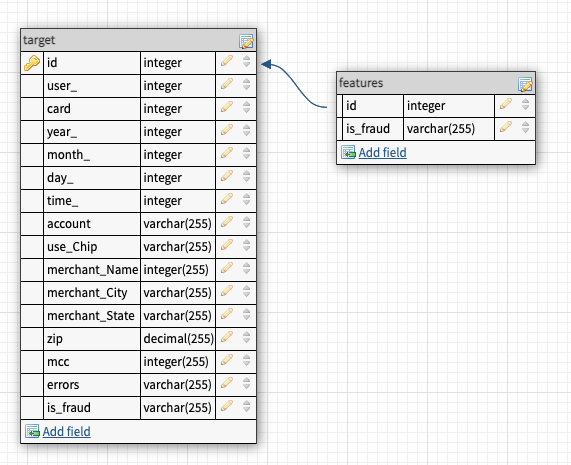 target
id integer
user_ integer
card integer
year_ integer
month_ integer
day_ integer
time_ integer
account varchar(255)
use_Chip varchar(255)
merchant_Name integer(255)
merchant_City varchar(255)
merchant_State varchar(255)
zip decimal(255)
mcc integer(255)
errors varchar(255)
is_fraud varchar(255)
Add field
features
id integer
is_fraud varchar(255)
Add field